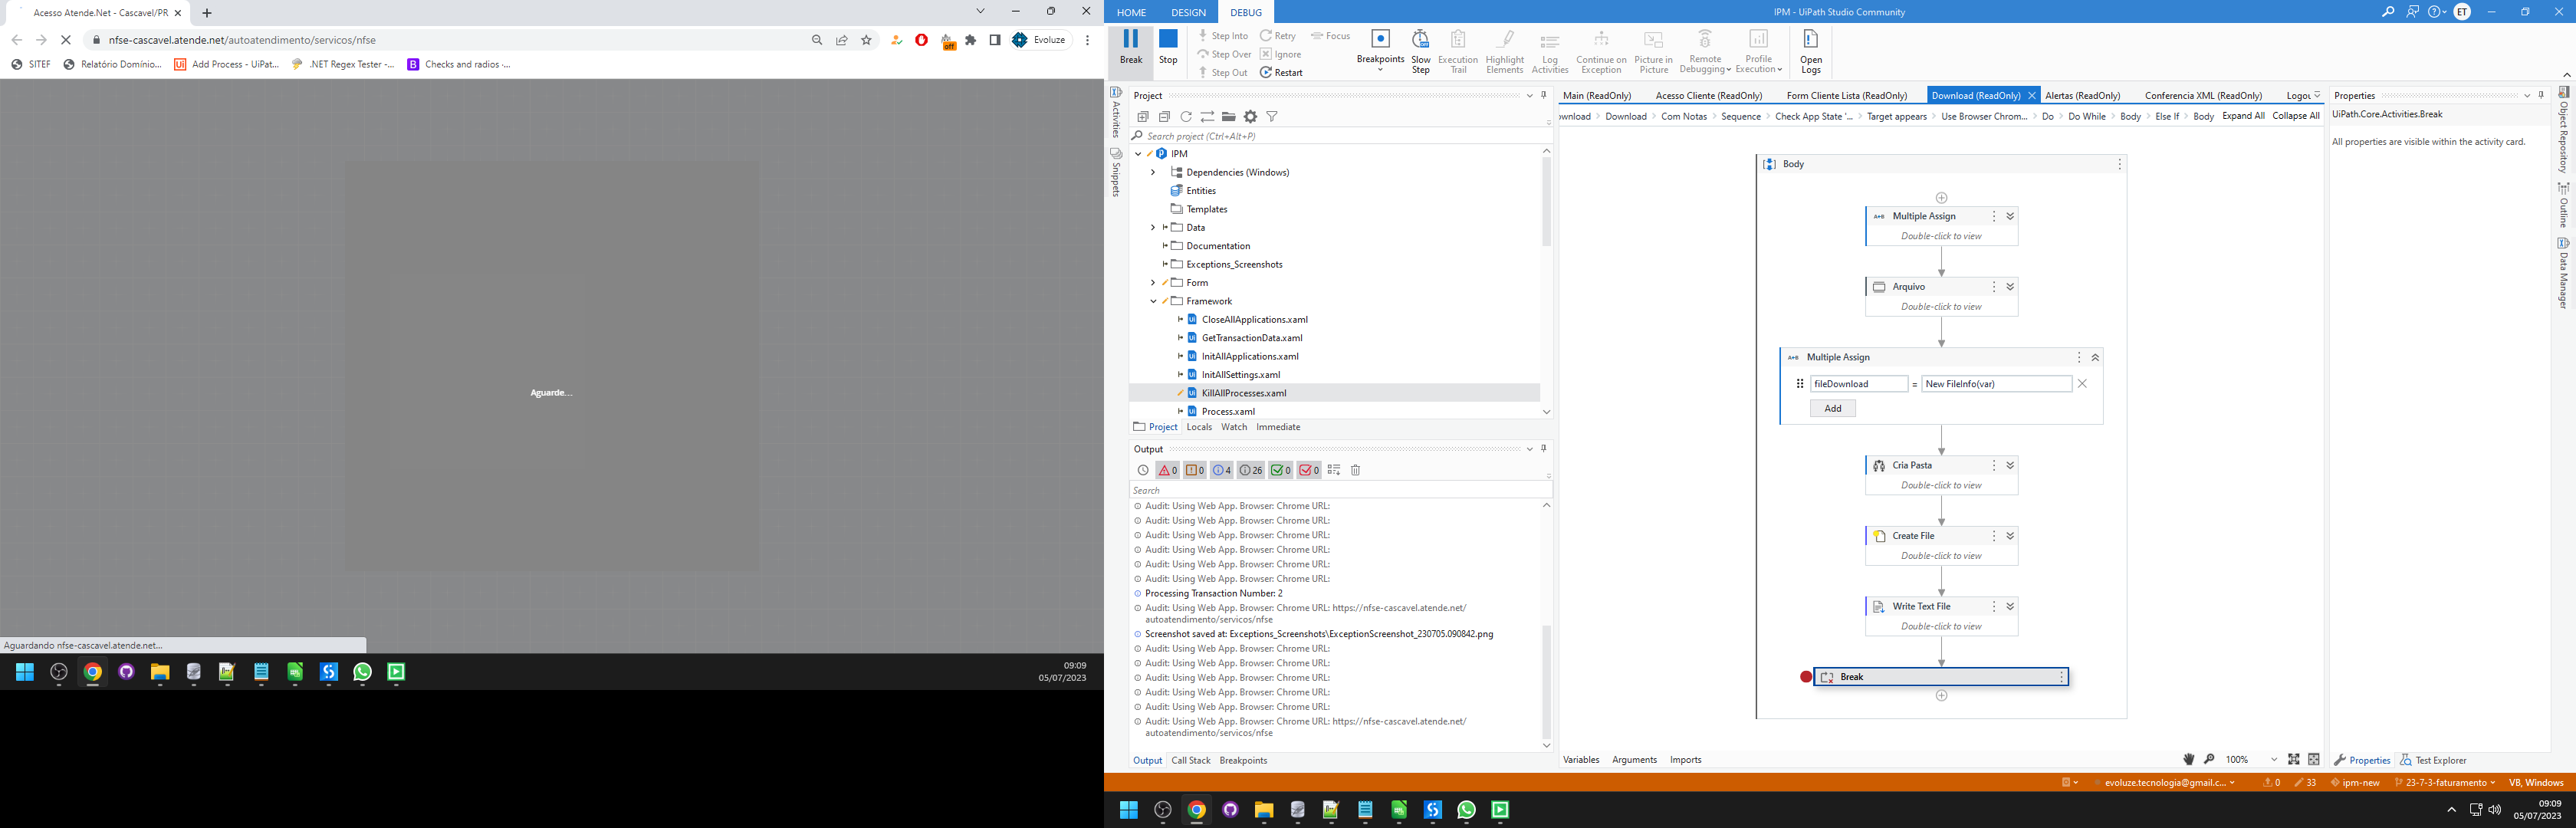 Acesso Atende.Net - Cascavel/PR
nfse-cascavel.atende.net/autoatendimento/servicos/nfse
off
Evoluze
SITEF
Relatório Domínio...
Add Process - UiPat...
.NET Regex Tester -...
Checks and radios ·...
Aguarde...
Aguardando nfse-cascavel.atende.net...
09:09
05/07/2023
HOME
DESIGN
DEBUG
IPM - UiPath Studio Community
ET
Break
Stop
Step Into
Step Over
Step Out
Retry
Ignore
Restart
Focus
Breakpoints
Slow Step
Execution Trail
Highlight Elements
Log Activities
Continue on Exception
Picture in Picture
Remote Debugging
Profile Execution
Open Logs
Activities
Snippets
Project
Search project (Ctrl+Alt+P)
IPM
Dependencies (Windows)
Entities
Templates
Data
Documentation
Exceptions_Screenshots
Form
Framework
CloseAllApplications.xaml
GetTransactionData.xaml
InitAllApplications.xaml
InitAllSettings.xaml
KillAllProcesses.xaml
Process.xaml
Project
Locals
Watch
Immediate
Output
0
0
4
26
0
0
Search
Audit: Using Web App. Browser: Chrome URL:
Audit: Using Web App. Browser: Chrome URL:
Audit: Using Web App. Browser: Chrome URL:
Audit: Using Web App. Browser: Chrome URL:
Audit: Using Web App. Browser: Chrome URL:
Audit: Using Web App. Browser: Chrome URL:
Processing Transaction Number: 2
Audit: Using Web App. Browser: Chrome URL: https://nfse-cascavel.atende.net/
autoatendimento/servicos/nfse
Screenshot saved at: Exceptions_Screenshots\ExceptionScreenshot_230705.090842.png
Audit: Using Web App. Browser: Chrome URL:
Audit: Using Web App. Browser: Chrome URL:
Audit: Using Web App. Browser: Chrome URL:
Audit: Using Web App. Browser: Chrome URL:
Audit: Using Web App. Browser: Chrome URL:
Audit: Using Web App. Browser: Chrome URL: https://nfse-cascavel.atende.net/
autoatendimento/servicos/nfse
Output
Call Stack
Breakpoints
Main (ReadOnly)
Acesso Cliente (ReadOnly)
Form Cliente Lista (ReadOnly)
Download (ReadOnly)
Alertas (ReadOnly)
Conferencia XML (ReadOnly)
Logou
ownload > Download > Com Notas > Sequence > Check App State '... > Target appears > Use Browser Chrom... > Do > Do While > Body > Else If > Body
Expand All
Collapse All
Body
Multiple Assign
Double-click to view
Arquivo
Double-click to view
Multiple Assign
fileDownload = New FileInfo(var)
Add
Cria Pasta
Double-click to view
Create File
Double-click to view
Write Text File
Double-click to view
Break
Variables
Arguments
Imports
100%
Properties
UiPath.Core.Activities.Break
All properties are visible within the activity card.
Properties
Test Explorer
Object Repository
Outline
Data Manager
evoluze.tecnologia@gmail.c...
0
33
ipm-new
23-7-3-faturamento
VB, Windows
09:09
05/07/2023